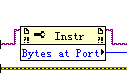 Instr
Bytes at Port